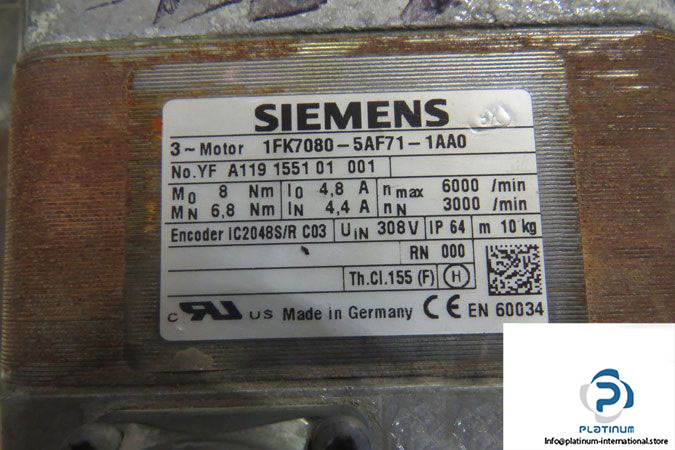 SIEMENS
3~Motor 1FK7080-5AF71-1AA0
No.YF A119 1551 01 001
M0 8 Nm I0 4,8 A n max 6000 /min
MN 6,8 Nm IN 4,4 A nN 3000 /min
Encoder IC2048S/R C03 UIN 308V IP 64 m 10 kg
RN 000
Th.Cl.155 (F) H
c RU US Made in Germany CE EN 60034
PLATINUM
info@platinum-international.store